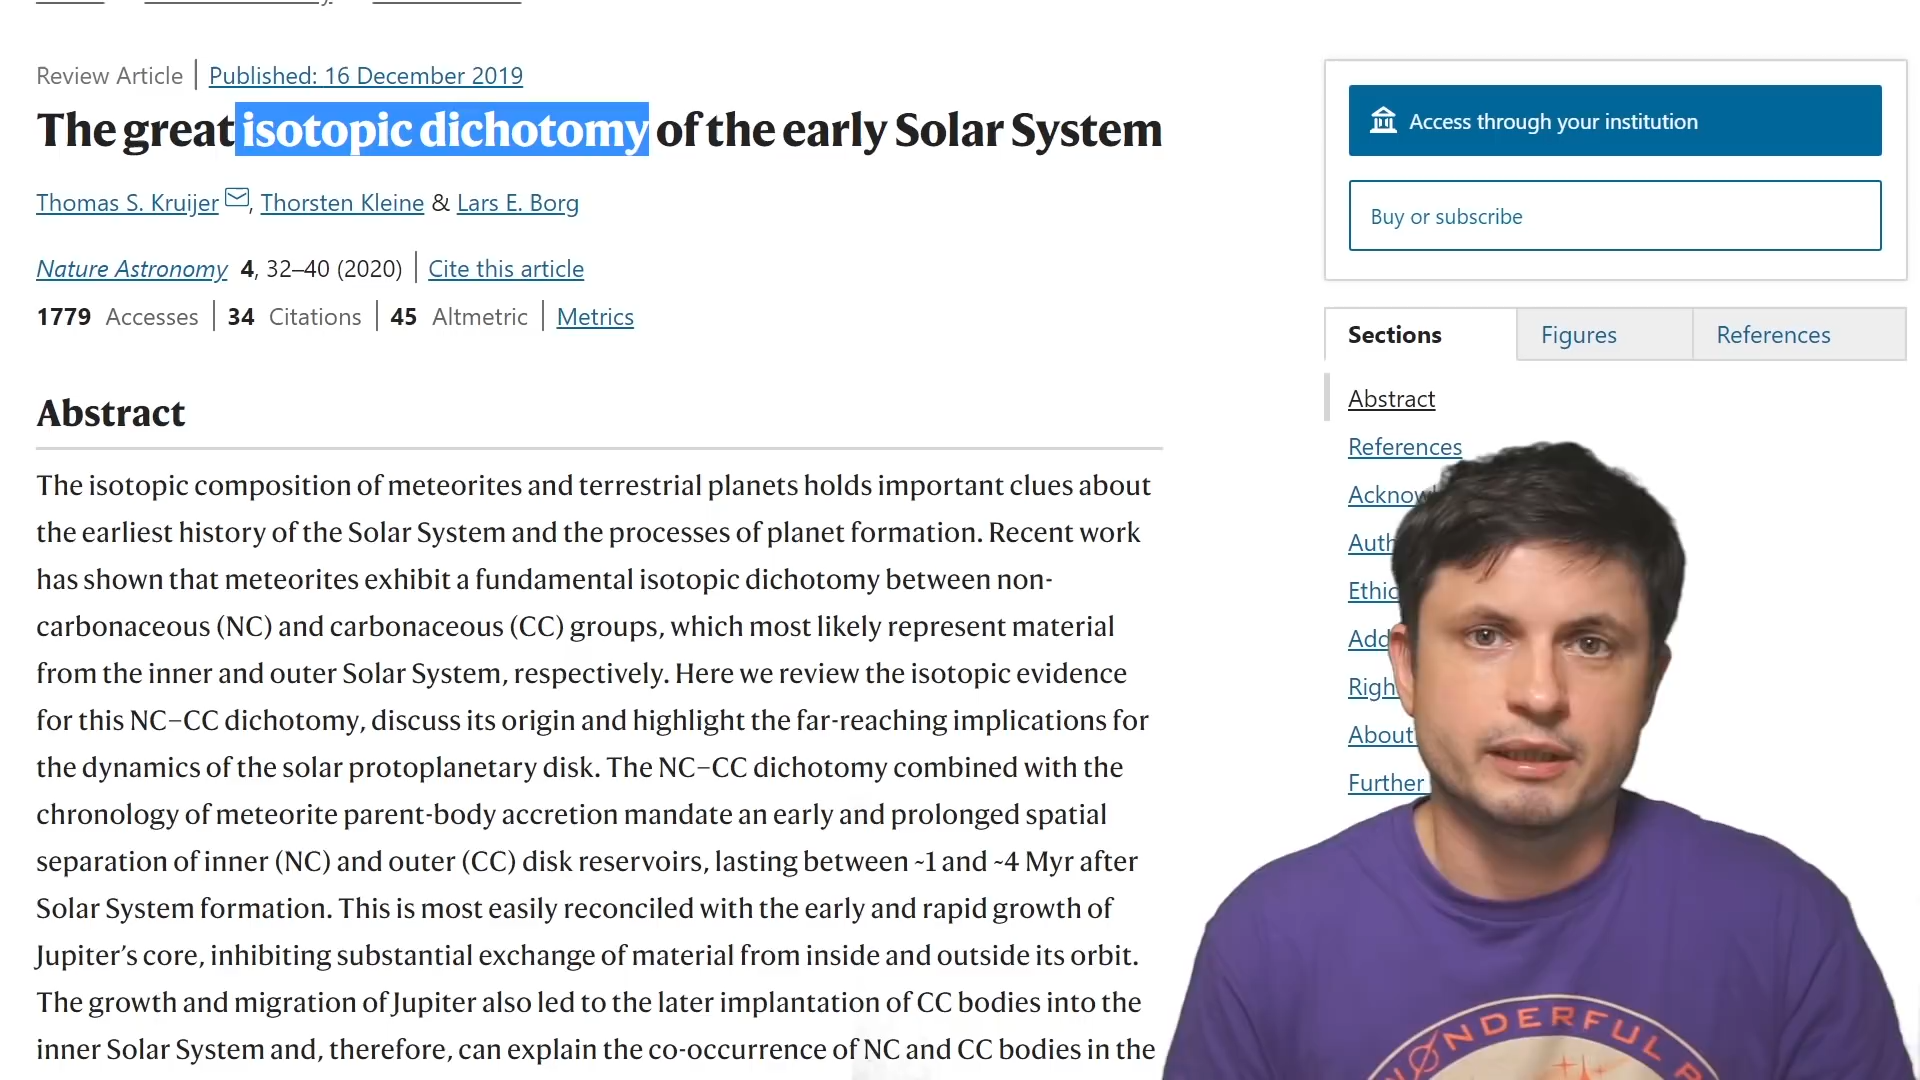 Review Article | Published: 16 December 2019
The great isotopic dichotomy of the early Solar System
Thomas S. Kruijer, Thorsten Kleine & Lars E. Borg
Nature Astronomy 4, 32–40 (2020) | Cite this article
1779 Accesses | 34 Citations | 45 Altmetric | Metrics
Abstract
The isotopic composition of meteorites and terrestrial planets holds important clues about
the earliest history of the Solar System and the processes of planet formation. Recent work
has shown that meteorites exhibit a fundamental isotopic dichotomy between non-
carbonaceous (NC) and carbonaceous (CC) groups, which most likely represent material
from the inner and outer Solar System, respectively. Here we review the isotopic evidence
for this NC–CC dichotomy, discuss its origin and highlight the far-reaching implications for
the dynamics of the solar protoplanetary disk. The NC–CC dichotomy combined with the
chronology of meteorite parent-body accretion mandate an early and prolonged spatial
separation of inner (NC) and outer (CC) disk reservoirs, lasting between ~1 and ~4 Myr after
Solar System formation. This is most easily reconciled with the early and rapid growth of
Jupiter’s core, inhibiting substantial exchange of material from inside and outside its orbit.
The growth and migration of Jupiter also led to the later implantation of CC bodies into the
inner Solar System and, therefore, can explain the co-occurrence of NC and CC bodies in the
Access through your institution
Buy or subscribe
Sections
Figures
References
Abstract
References
Acknow
Auth
Ethic
Add
Righ
About
Further
ONDERFUL P